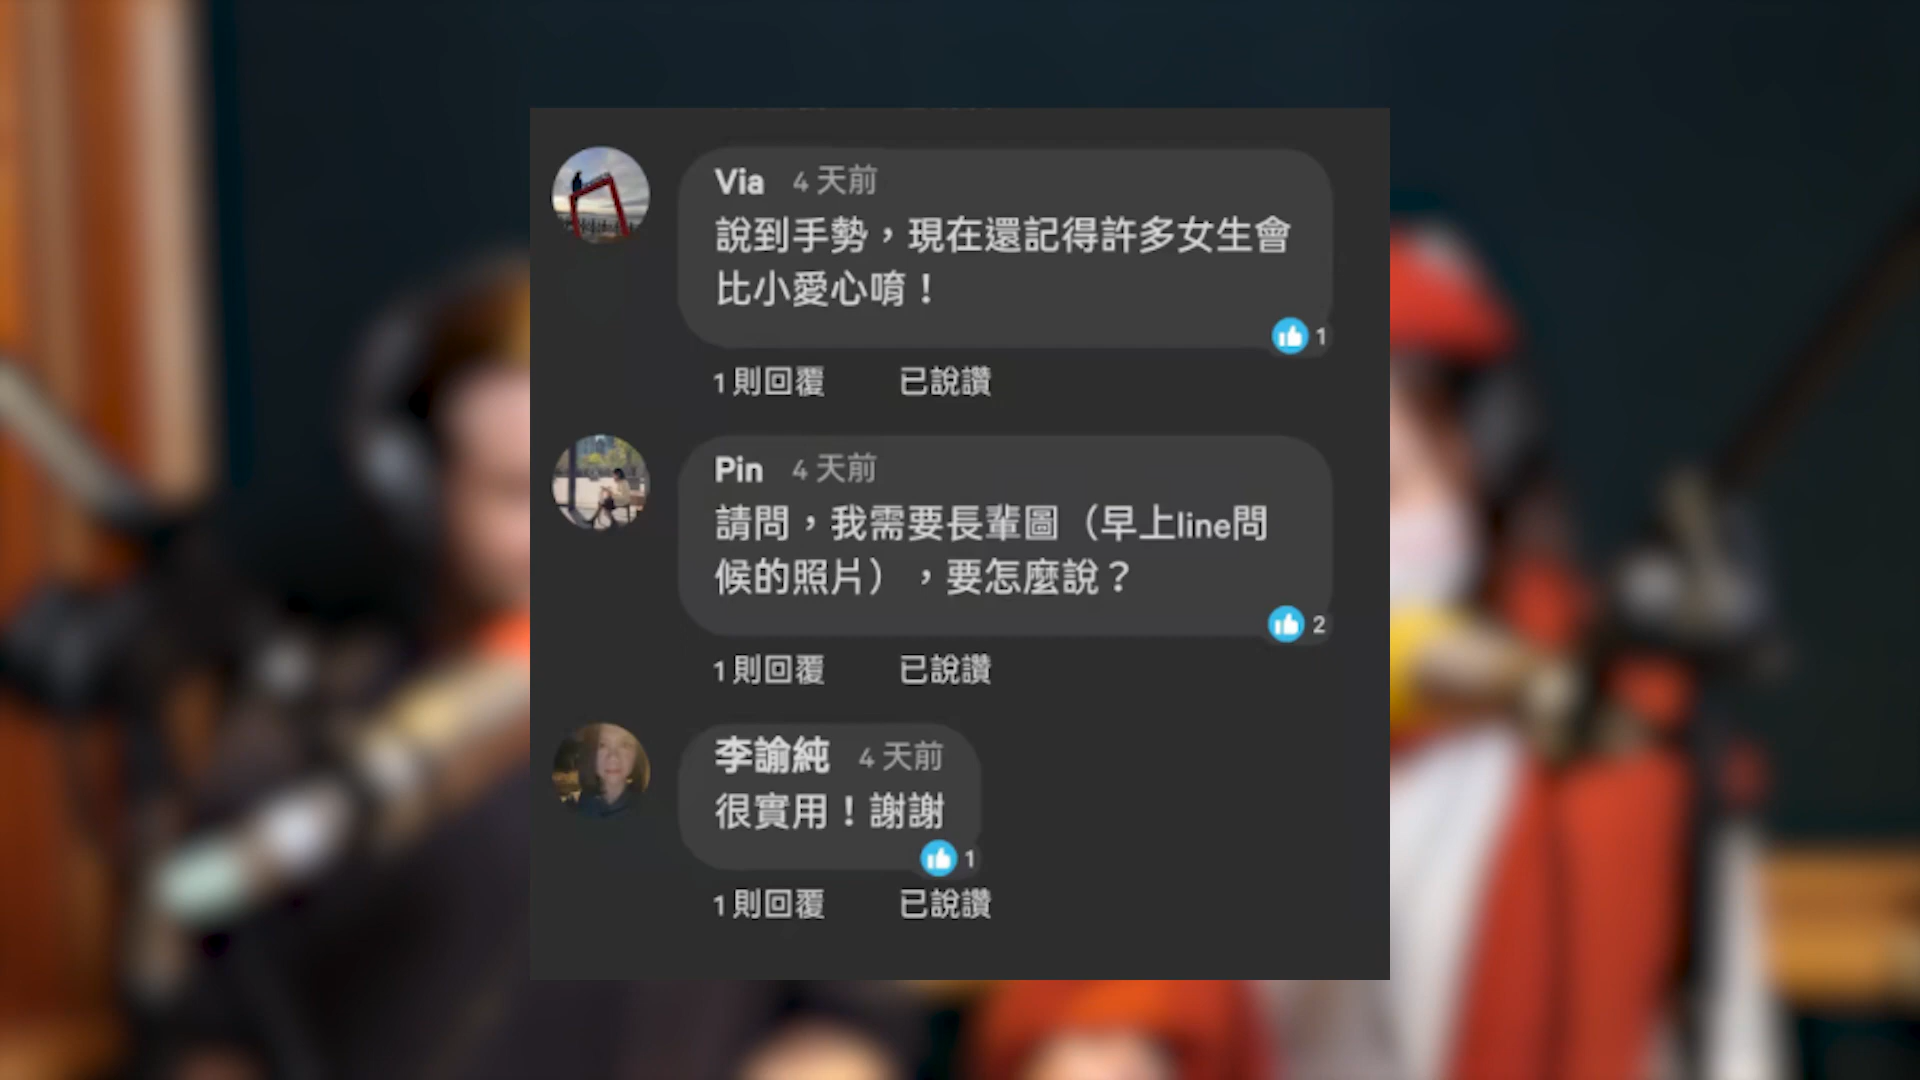 Via 4 天前
說到手勢，現在還記得許多女生會
比小愛心唷！
1
1則回覆 已說讚
Pin 4 天前
請問，我需要長輩圖（早上line問
候的照片），要怎麼說？
2
1則回覆 已說讚
李諭純 4 天前
很實用！謝謝
1
1則回覆 已說讚